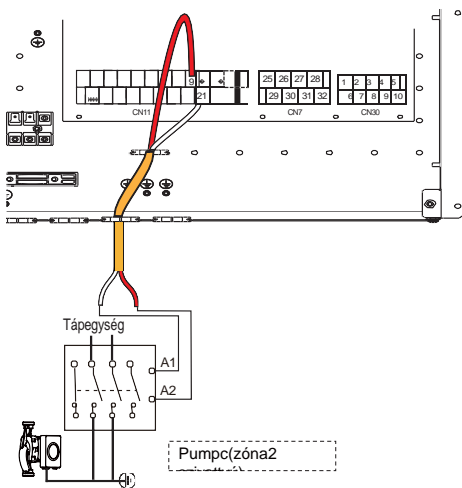 9
21
CN11
25 26 27 28
29 30 31 32
CN7
1 2 3 4 5
6 7 8 9 10
CN30
Tápegység
A1
A2
Pumpc(zóna2